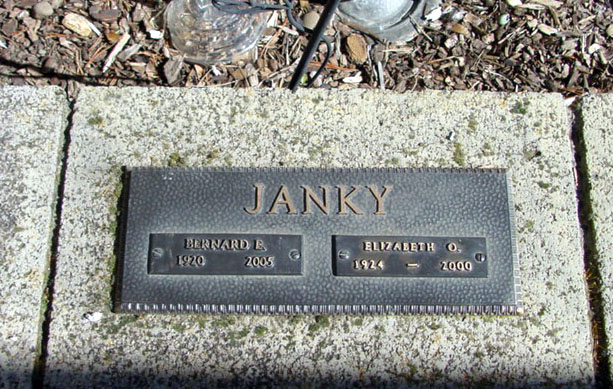 JANKY
BERNARD E.
1920 2005
ELIZABETH O.
1924 — 2000